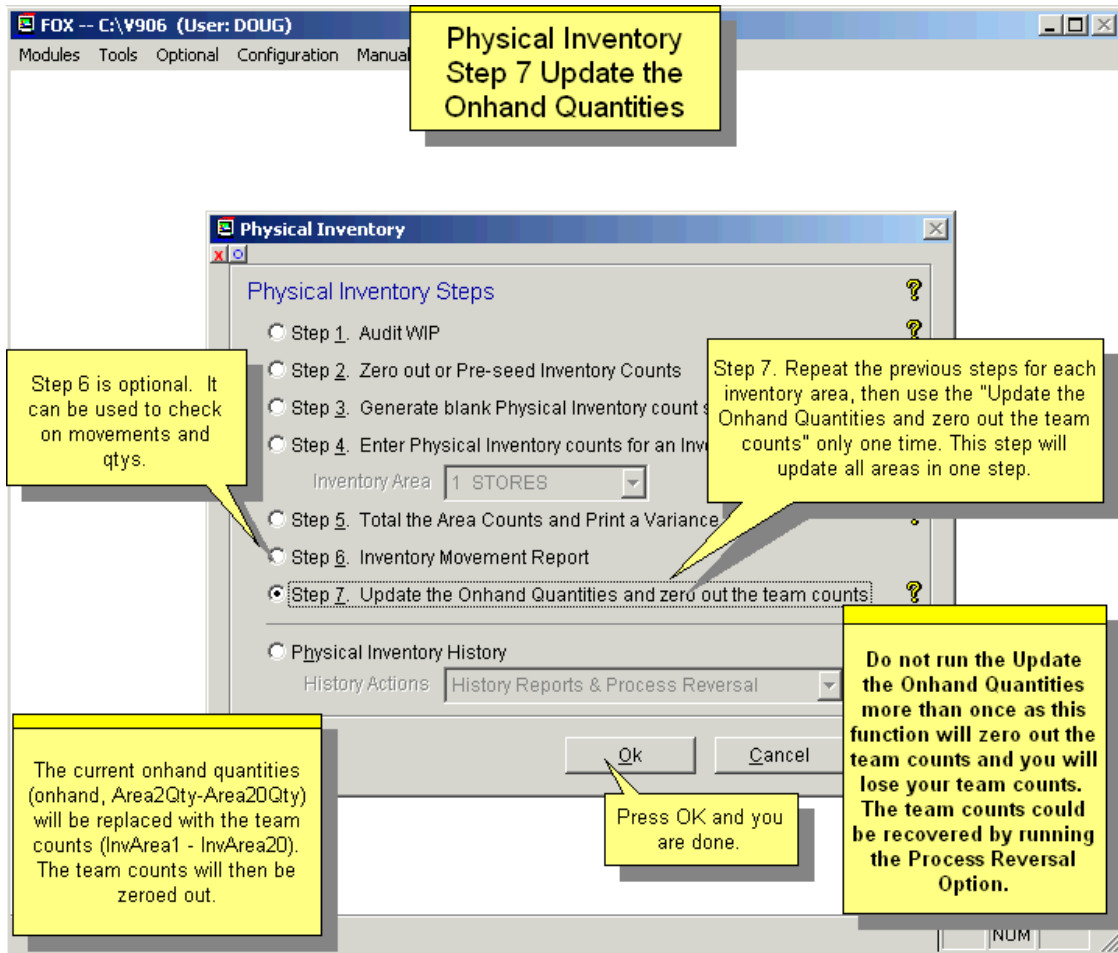 FOX -- C:\V906 (User: DOUG)
Modules Tools Optional Configuration Manual
Physical Inventory
Step 7 Update the
Onhand Quantities
Physical Inventory
Physical Inventory Steps
Step 1. Audit WIP
Step 2. Zero out or Pre-seed Inventory Counts
Step 3. Generate blank Physical Inventory count s
Step 4. Enter Physical Inventory counts for an Inv
Inventory Area 1 STORES
Step 5. Total the Area Counts and Print a Variance
Step 6. Inventory Movement Report
Step 7. Update the Onhand Quantities and zero out the team counts
Physical Inventory History
History Actions History Reports & Process Reversal
Ok Cancel
Step 6 is optional. It
can be used to check
on movements and
qtys.
Step 7. Repeat the previous steps for each
inventory area, then use the "Update the
Onhand Quantities and zero out the team
counts" only one time. This step will
update all areas in one step.
The current onhand quantities
(onhand, Area2Qty-Area20Qty)
will be replaced with the team
counts (InvArea1 - InvArea20).
The team counts will then be
zeroed out.
Press OK and you
are done.
Do not run the Update
the Onhand Quantities
more than once as this
function will zero out the
team counts and you will
lose your team counts.
The team counts could
be recovered by running
the Process Reversal
Option.
NUM